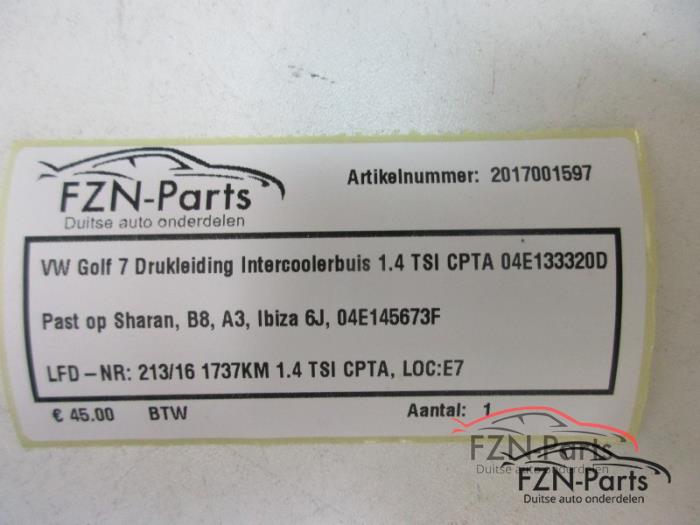 FZN-Parts
Duitse auto onderdelen
Artikelnummer: 2017001597
VW Golf 7 Drukleiding Intercoolerbuis 1.4 TSI CPTA 04E133320D
Past op Sharan, B8, A3, Ibiza 6J, 04E145673F
LFD-NR: 213/16 1737KM 1.4 TSI CPTA, LOC:E7
€ 45.00 BTW Aantal: 1
FZN-Parts
Duitse auto onderdelen
FZN-Parts
Duitse auto onderdelen